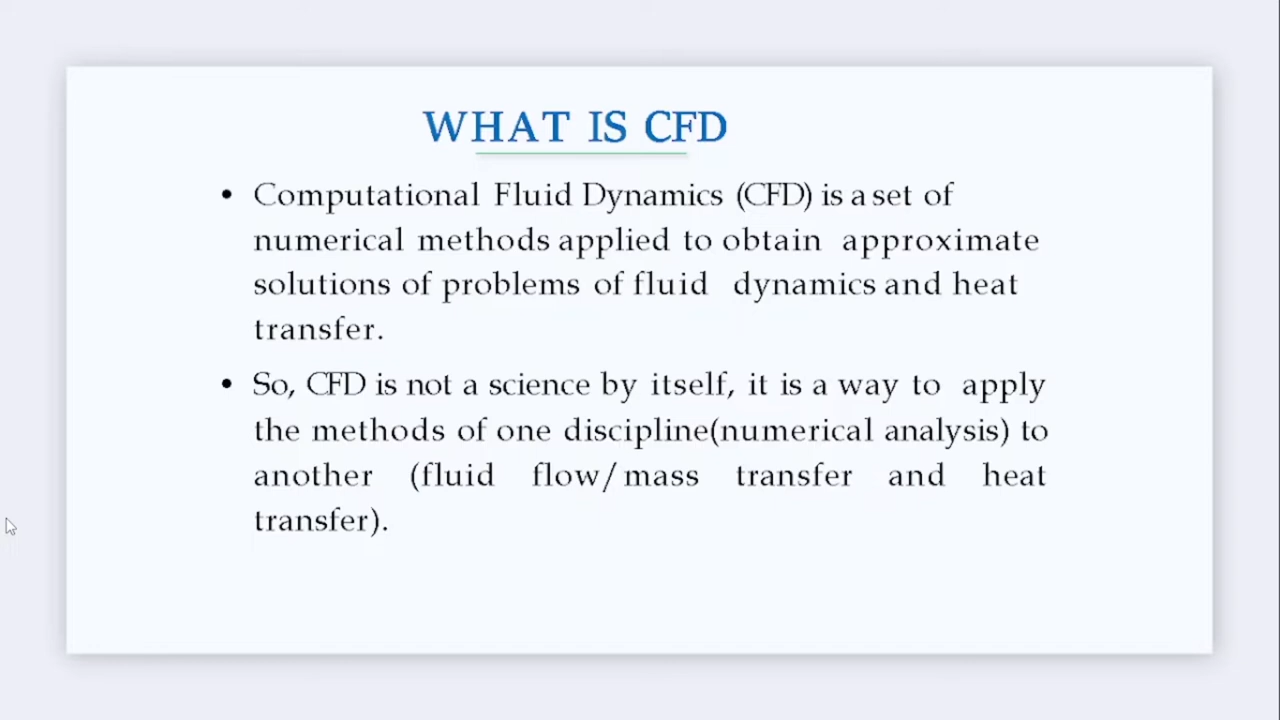 WHAT IS CFD
• Computational Fluid Dynamics (CFD) is a set of
numerical methods applied to obtain approximate
solutions of problems of fluid dynamics and heat
transfer.
• So, CFD is not a science by itself, it is a way to apply
the methods of one discipline(numerical analysis) to
another (fluid flow/mass transfer and heat
transfer).